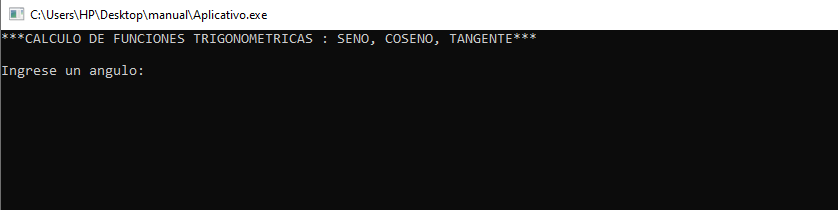 C:\Users\HP\Desktop\manual\Aplicativo.exe
***CALCULO DE FUNCIONES TRIGONOMETRICAS : SENO, COSENO, TANGENTE***
Ingrese un angulo: